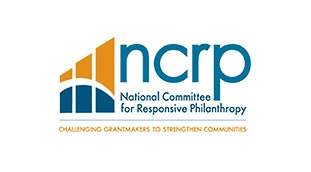 ncrp
National Committee
for Responsive Philanthropy
CHALLENGING GRANTMAKERS TO STRENGTHEN COMMUNITIES